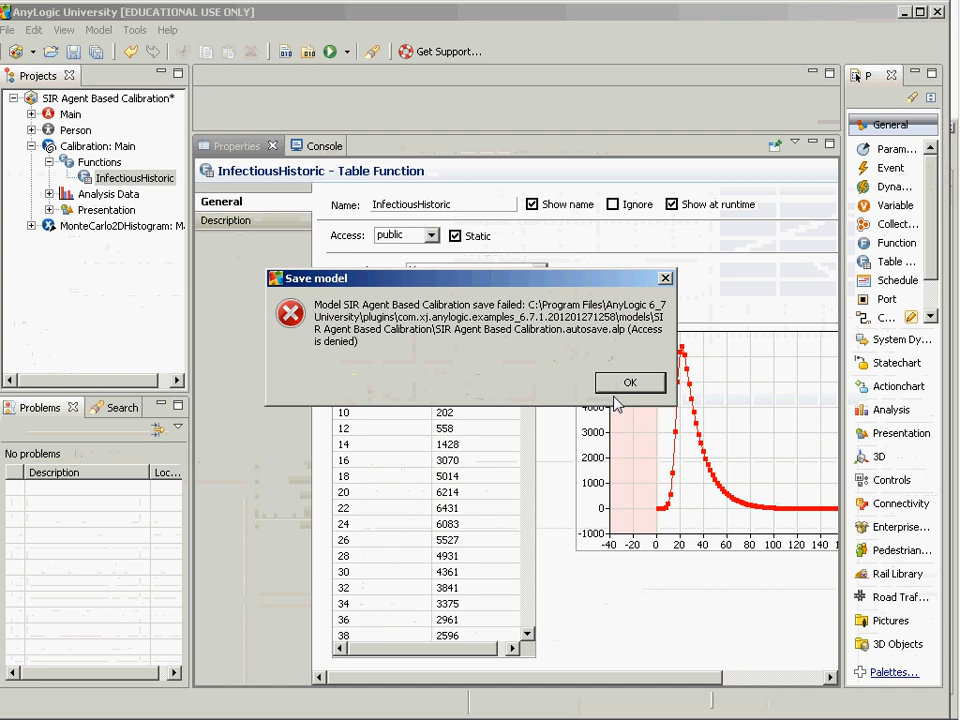 AnyLogic University [EDUCATIONAL USE ONLY]
File Edit View Model Tools Help
Get Support...
Projects
SIR Agent Based Calibration*
Main
Person
Calibration: Main
Functions
InfectiousHistoric
Analysis Data
Presentation
MonteCarlo2DHistogram: M
Problems Search
No problems
Description Loc...
Properties Console
InfectiousHistoric - Table Function
General
Description
Name: InfectiousHistoric Show name Ignore Show at runtime
Access: public Static
Save model
Model SIR Agent Based Calibration save failed: C:\Program Files\AnyLogic 6_7
University\plugins\com.xj.anylogic.examples_6.7.1.201201271258\models\SI
R Agent Based Calibration\SIR Agent Based Calibration.autosave.alp (Access
is denied)
OK
10 202
12 558
14 1428
16 3070
18 5014
20 6214
22 6431
24 6083
26 5527
28 4931
30 4361
32 3841
34 3375
36 2961
38 2596
4000
3000
2000
1000
0
-1000
-40 -20 0 20 40 60 80 100 120 140
P
General
Param...
Event
Dyna...
Variable
Collect...
Function
Table ...
Schedule
Port
C...
System Dy...
Statechart
Actionchart
Analysis
Presentation
3D
Controls
Connectivity
Enterprise...
Pedestrian...
Rail Library
Road Traf...
Pictures
3D Objects
Palettes...